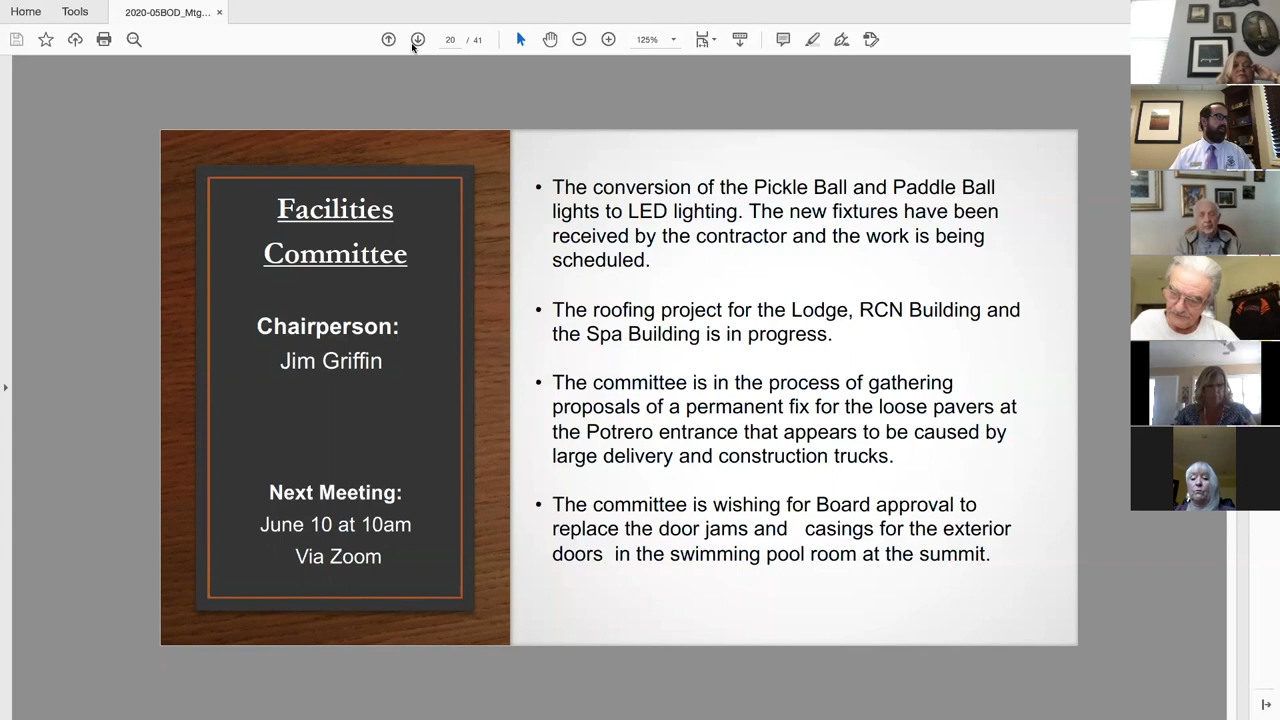 Home
Tools
2020-05BOD_Mtg... ×
20 / 41
125%
Facilities
Committee
Chairperson:
Jim Griffin
Next Meeting:
June 10 at 10am
Via Zoom
• The conversion of the Pickle Ball and Paddle Ball
lights to LED lighting. The new fixtures have been
received by the contractor and the work is being
scheduled.
• The roofing project for the Lodge, RCN Building and
the Spa Building is in progress.
• The committee is in the process of gathering
proposals of a permanent fix for the loose pavers at
the Potrero entrance that appears to be caused by
large delivery and construction trucks.
• The committee is wishing for Board approval to
replace the door jams and   casings for the exterior
doors  in the swimming pool room at the summit.